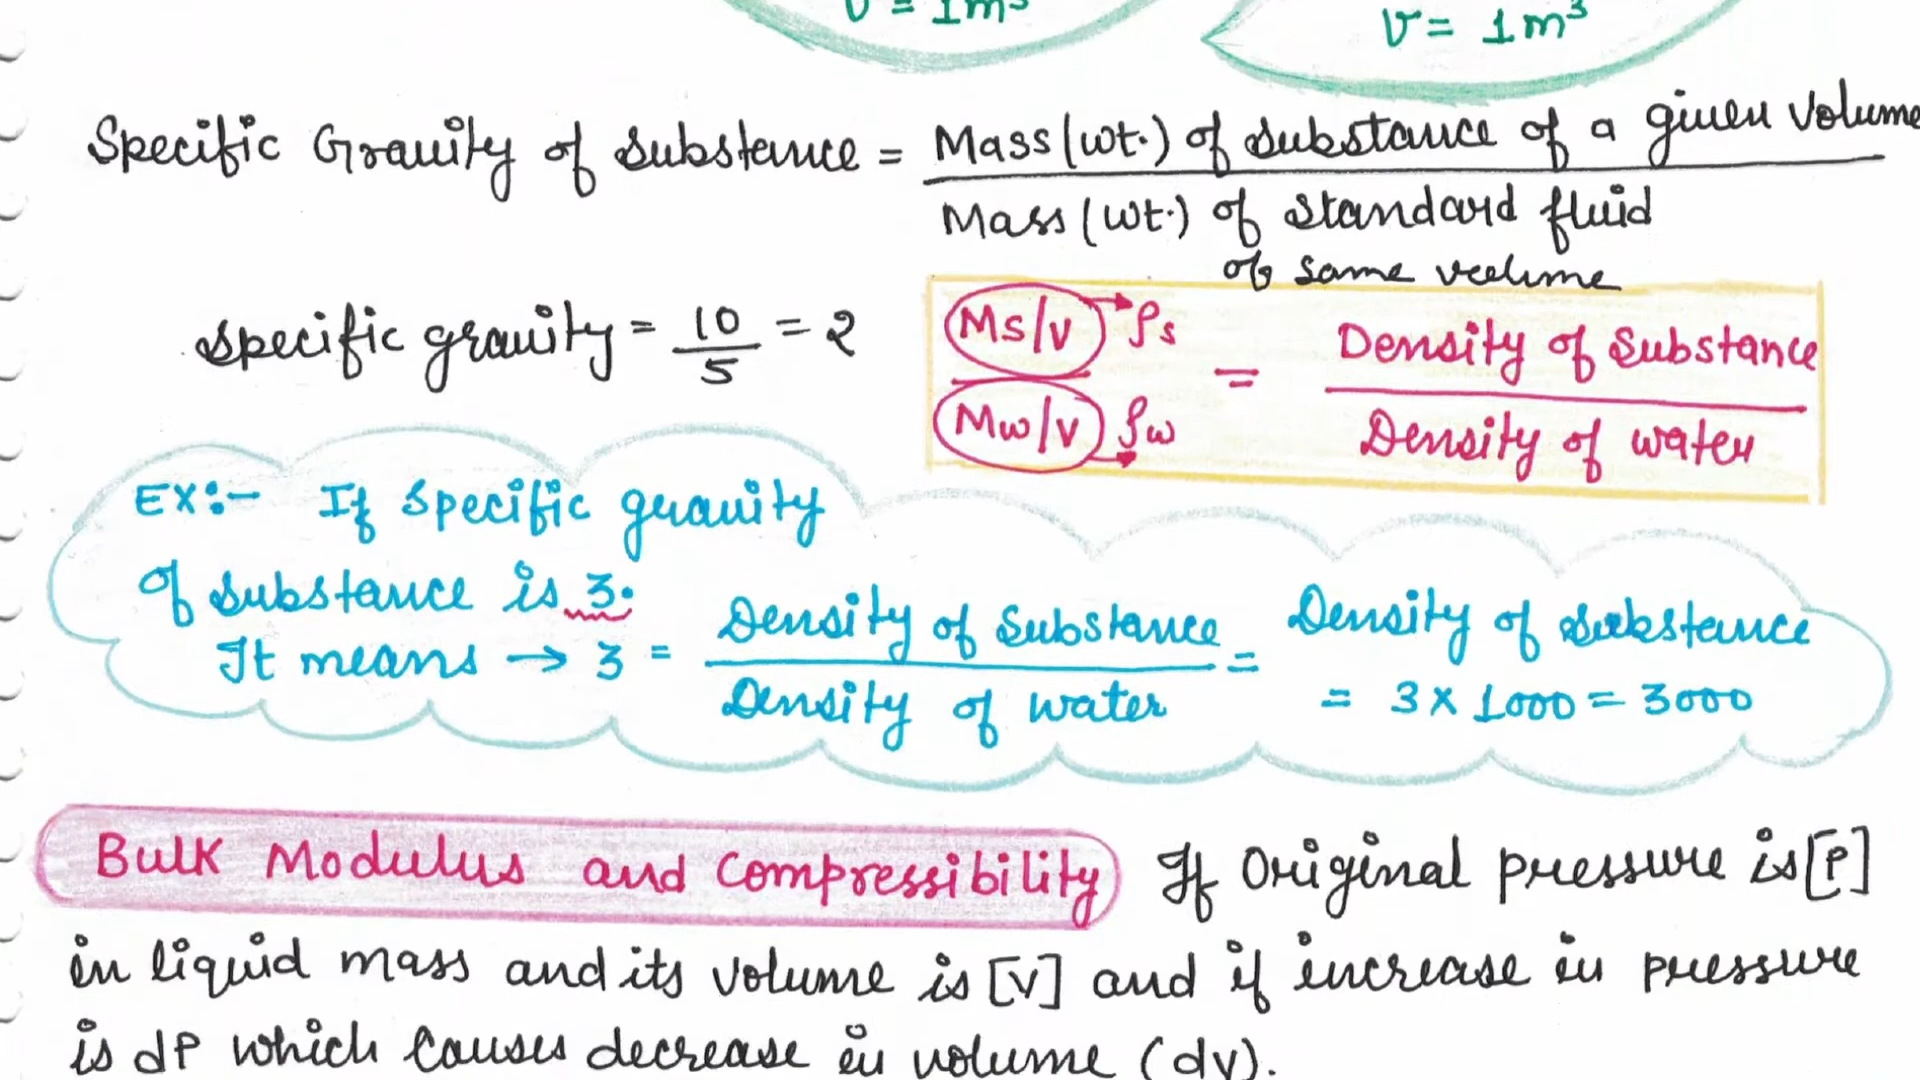 V = 1m³
V = 1m³
Specific Gravity of substance = Mass (wt.) of substance of a given volume
Mass (wt.) of standard fluid
of same volume
specific gravity = 10/5 = 2
Ms/v → ρs
Mw/v → ρw
= Density of substance
Density of water
EX:- If specific gravity
of substance is 3.
It means → 3 = Density of substance / Density of water =
Density of substance
= 3 x 1000 = 3000
Bulk Modulus and Compressibility If Original pressure is [P]
in liquid mass and its volume is [V] and if increase in pressure
is dP which causes decrease in volume (dv).